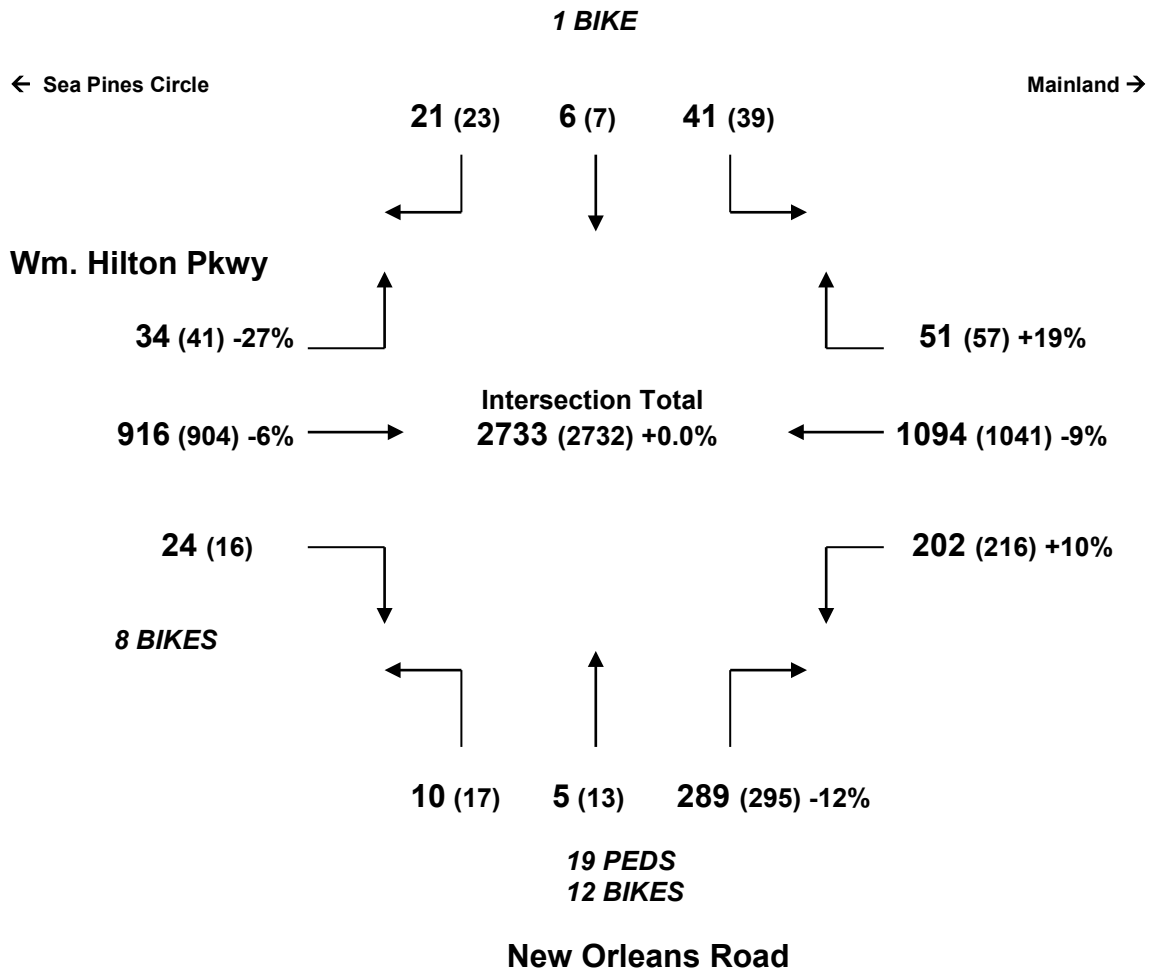 1 BIKE
← Sea Pines Circle
Mainland →
21 (23) 6 (7) 41 (39)
Wm. Hilton Pkwy
34 (41) -27%
51 (57) +19%
Intersection Total
916 (904) -6%
2733 (2732) +0.0%
1094 (1041) -9%
24 (16)
202 (216) +10%
8 BIKES
10 (17) 5 (13) 289 (295) -12%
19 PEDS
12 BIKES
New Orleans Road